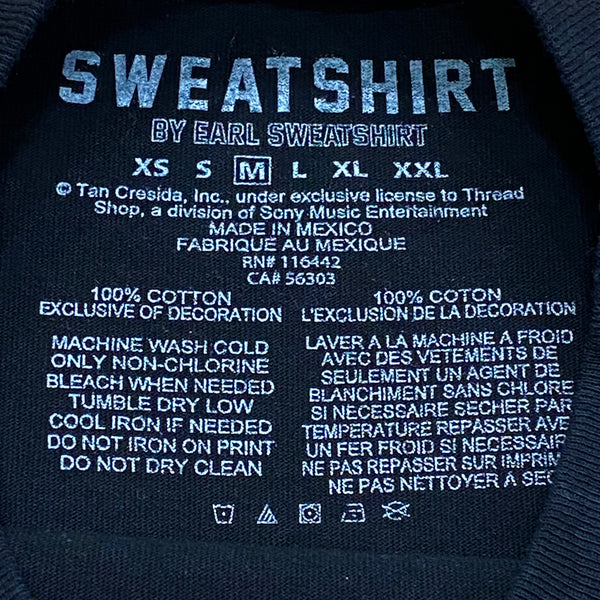 SWEATSHIRT
BY EARL SWEATSHIRT
XS S M L XL XXL
© Tan Cresida, Inc., under exclusive license to Thread
Shop, a division of Sony Music Entertainment
MADE IN MEXICO
FABRIQUE AU MEXIQUE
RN# 116442
CA# 56303
100% COTTON
EXCLUSIVE OF DECORATION
MACHINE WASH COLD
ONLY NON-CHLORINE
BLEACH WHEN NEEDED
TUMBLE DRY LOW
COOL IRON IF NEEDED
DO NOT IRON ON PRINT
DO NOT DRY CLEAN
100% COTON
L'EXCLUSION DE LA DECORATION
LAVER A LA MACHINE A FROID
AVEC DES VETEMENTS DE
SEULEMENT UN AGENT DE
BLANCHIMENT SANS CHLORE
SI NECESSAIRE SECHER PAR
TEMPERATURE REPASSER
UN FER FROID SI NECESSAIR
NE PAS REPASSER SUR
NE PAS NETTOYER A